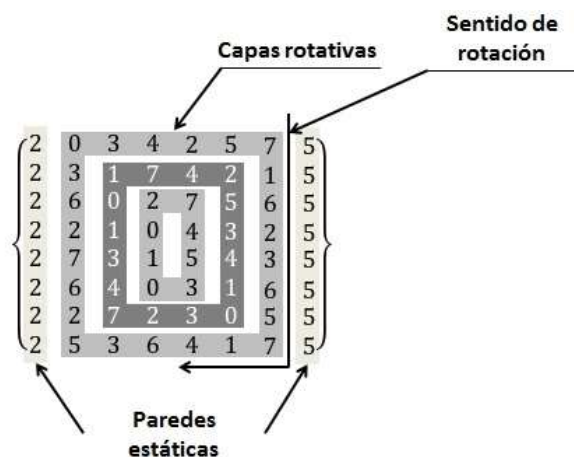 Sentido de
rotación
Capas rotativas
2 0 3 4 2 5 7 5
2 3 1 7 4 2 1 5
2 6 0 2 7 5 6 5
2 2 1 0 4 3 2 5
2 7 3 1 5 4 3 5
2 6 4 0 3 1 6 5
2 2 7 2 3 0 5 5
2 5 3 6 4 1 7 5
Paredes
estáticas